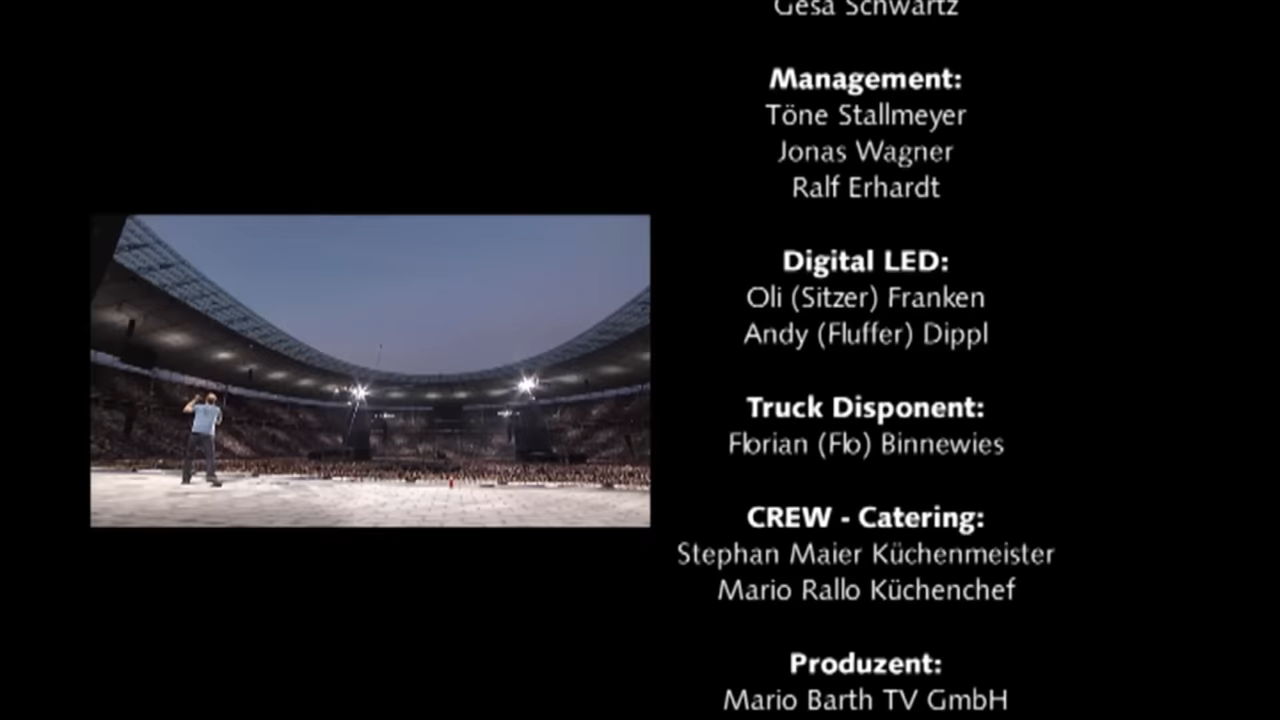 Gesa Schwartz
Management:
Töne Stallmeyer
Jonas Wagner
Ralf Erhardt
Digital LED:
Oli (Sitzer) Franken
Andy (Fluffer) Dippl
Truck Disponent:
Florian (Flo) Binnewies
CREW - Catering:
Stephan Maier Küchenmeister
Mario Rallo Küchenchef
Produzent:
Mario Barth TV GmbH